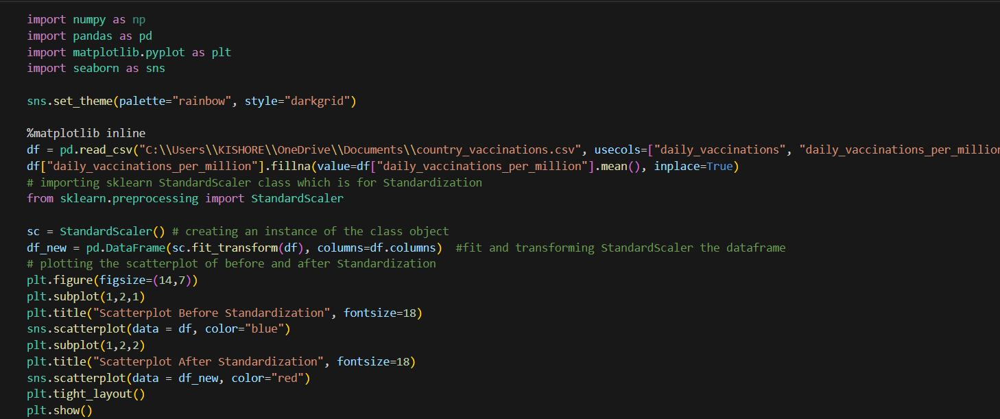 import numpy as np
import pandas as pd
import matplotlib.pyplot as plt
import seaborn as sns
sns.set_theme(palette="rainbow", style="darkgrid")
%matplotlib inline
df = pd.read_csv("C:\\Users\\KISHORE\\OneDrive\\Documents\\country_vaccinations.csv", usecols=["daily_vaccinations", "daily_vaccinations_per_million
df["daily_vaccinations_per_million"].fillna(value=df["daily_vaccinations_per_million"].mean(), inplace=True)
# importing sklearn StandardScaler class which is for Standardization
from sklearn.preprocessing import StandardScaler
sc = StandardScaler() # creating an instance of the class object
df_new = pd.DataFrame(sc.fit_transform(df), columns=df.columns)  #fit and transforming StandardScaler the dataframe
# plotting the scatterplot of before and after Standardization
plt.figure(figsize=(14,7))
plt.subplot(1,2,1)
plt.title("Scatterplot Before Standardization", fontsize=18)
sns.scatterplot(data = df, color="blue")
plt.subplot(1,2,2)
plt.title("Scatterplot After Standardization", fontsize=18)
sns.scatterplot(data = df_new, color="red")
plt.tight_layout()
plt.show()